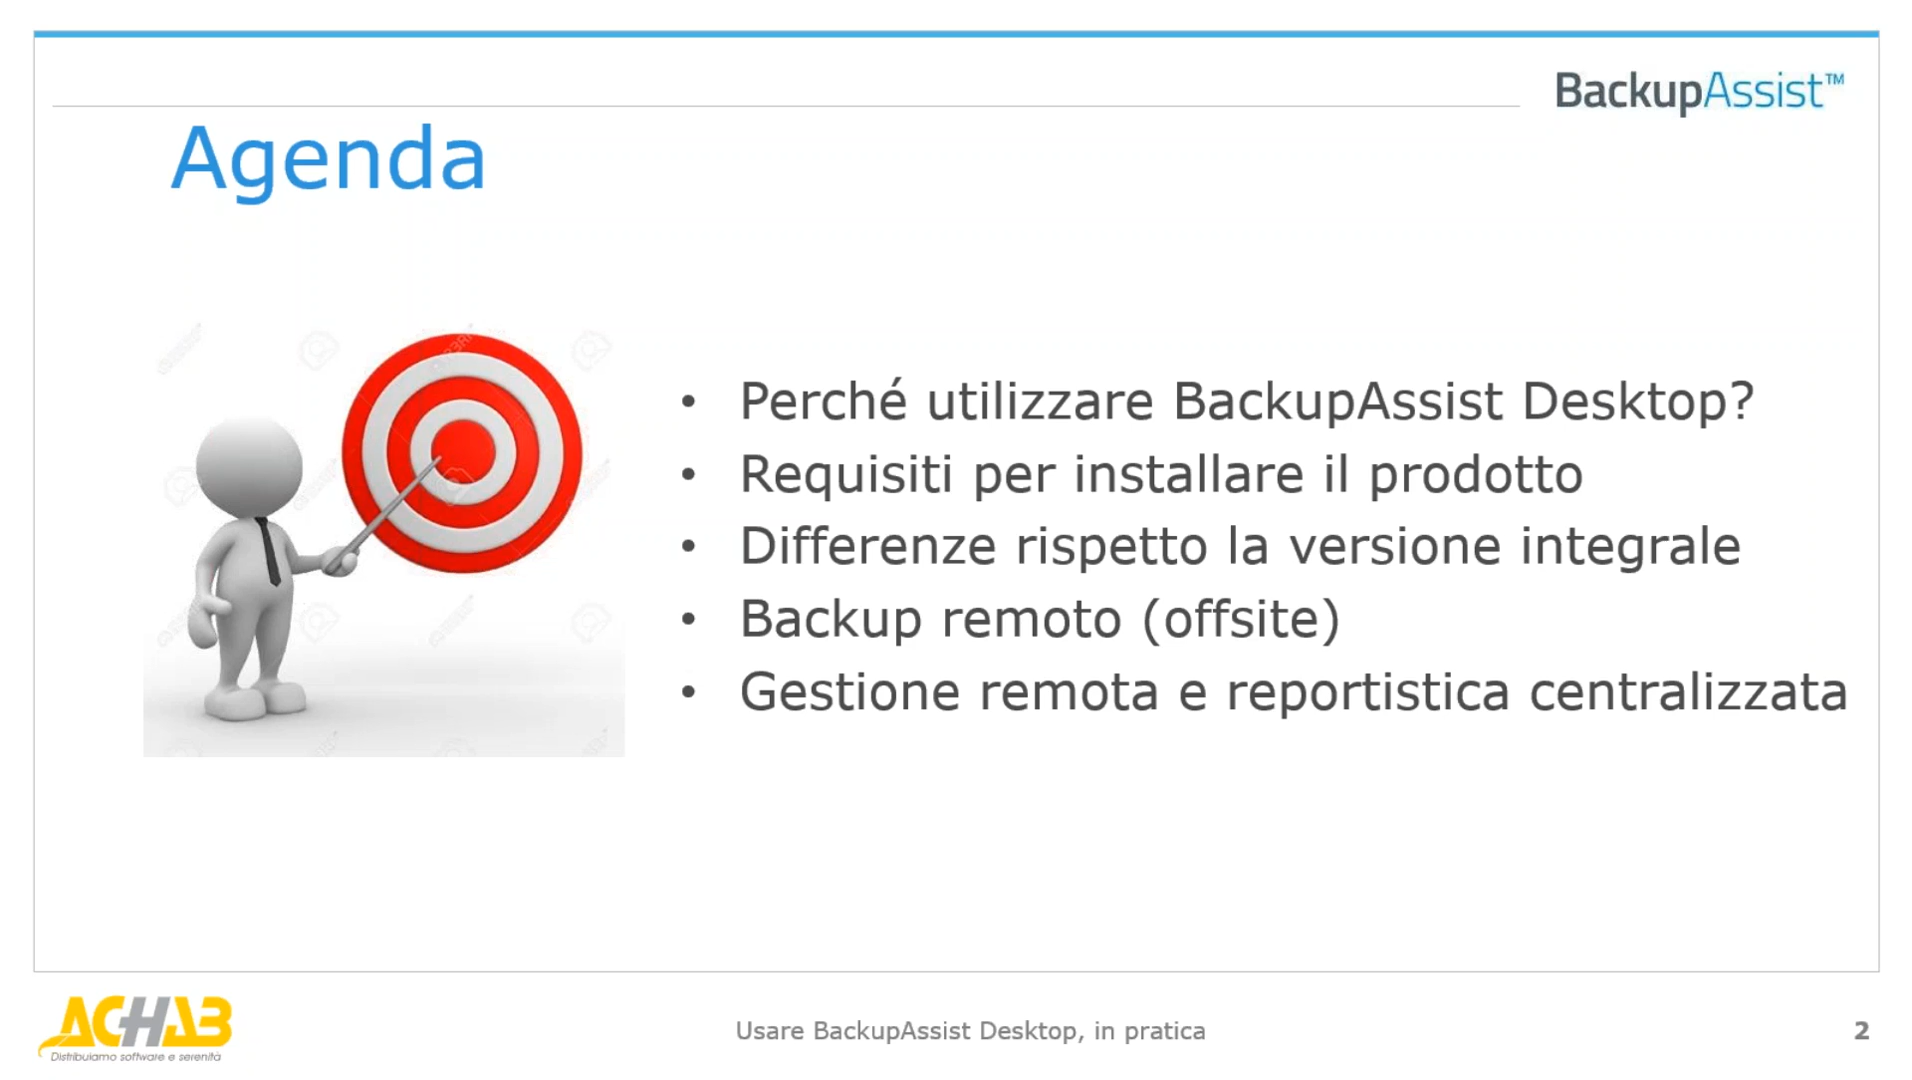 BackupAssist™
Agenda
• Perché utilizzare BackupAssist Desktop?
• Requisiti per installare il prodotto
• Differenze rispetto la versione integrale
• Backup remoto (offsite)
• Gestione remota e reportistica centralizzata
ACHAB
Distribuiamo software e serenità
Usare BackupAssist Desktop, in pratica
2